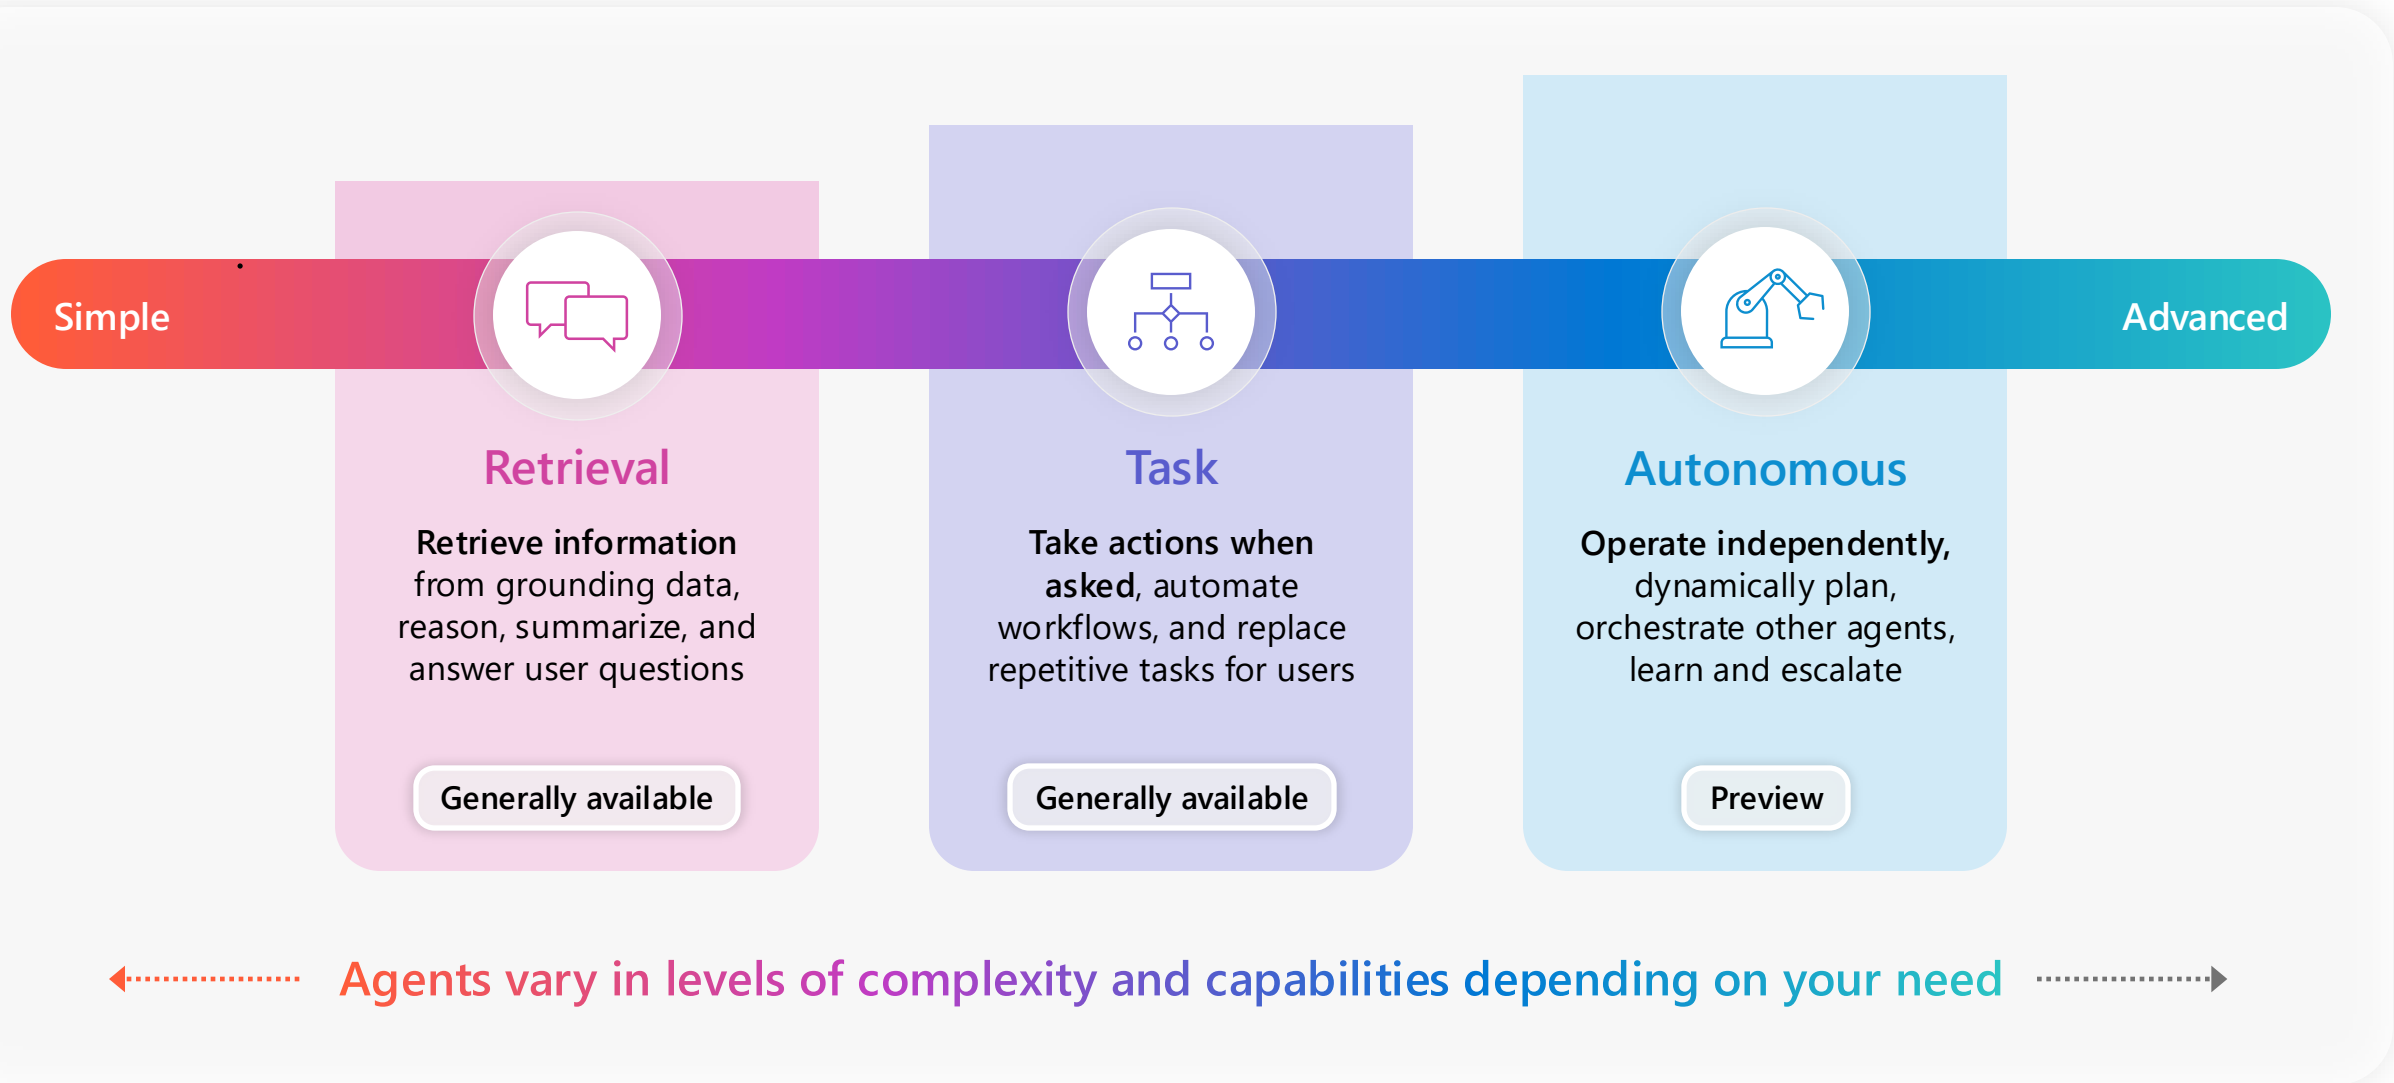 Simple
Advanced
Retrieval
Retrieve information
from grounding data,
reason, summarize, and
answer user questions
Generally available
Task
Take actions when
asked, automate
workflows, and replace
repetitive tasks for users
Generally available
Autonomous
Operate independently,
dynamically plan,
orchestrate other agents,
learn and escalate
Preview
Agents vary in levels of complexity and capabilities depending on your need